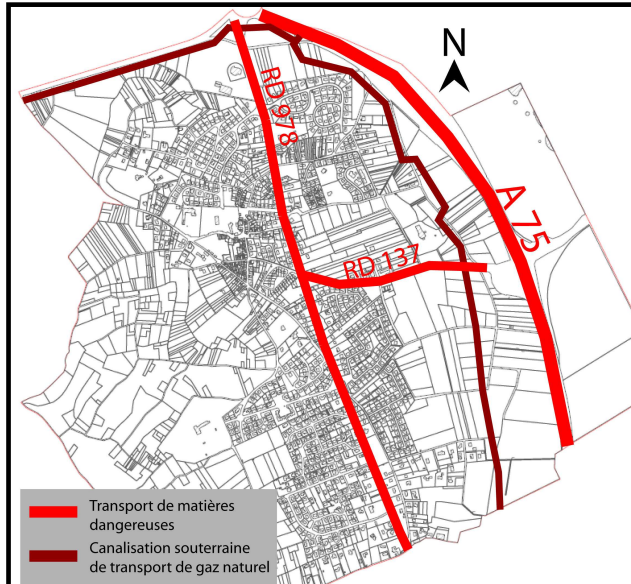 N
RD 978
A 75
RD 137
Transport de matières
dangereuses
Canalisation souterraine
de transport de gaz naturel